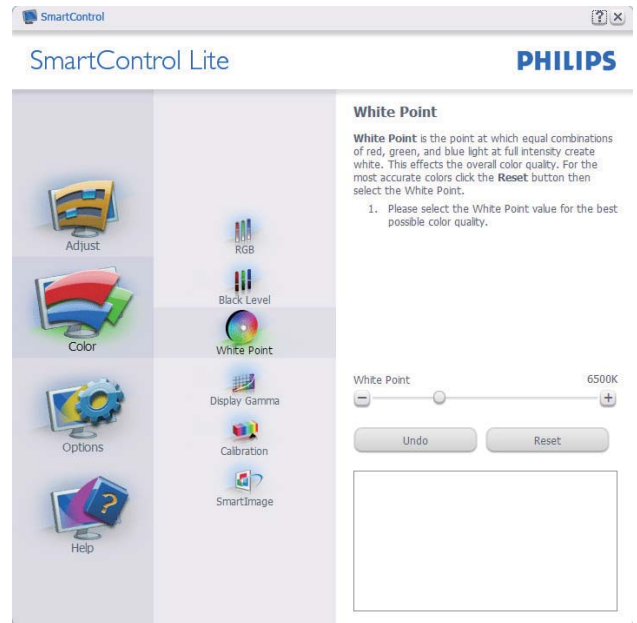 SmartControl
SmartControl Lite
PHILIPS
Adjust
Color
Options
Help
RGB
Black Level
White Point
Display Gamma
Calibration
SmartImage
White Point
White Point is the point at which equal combinations
of red, green, and blue light at full intensity create
white. This effects the overall color quality. For the
most accurate colors click the Reset button then
select the White Point.
1. Please select the White Point value for the best
possible color quality.
White Point 6500K
Undo Reset